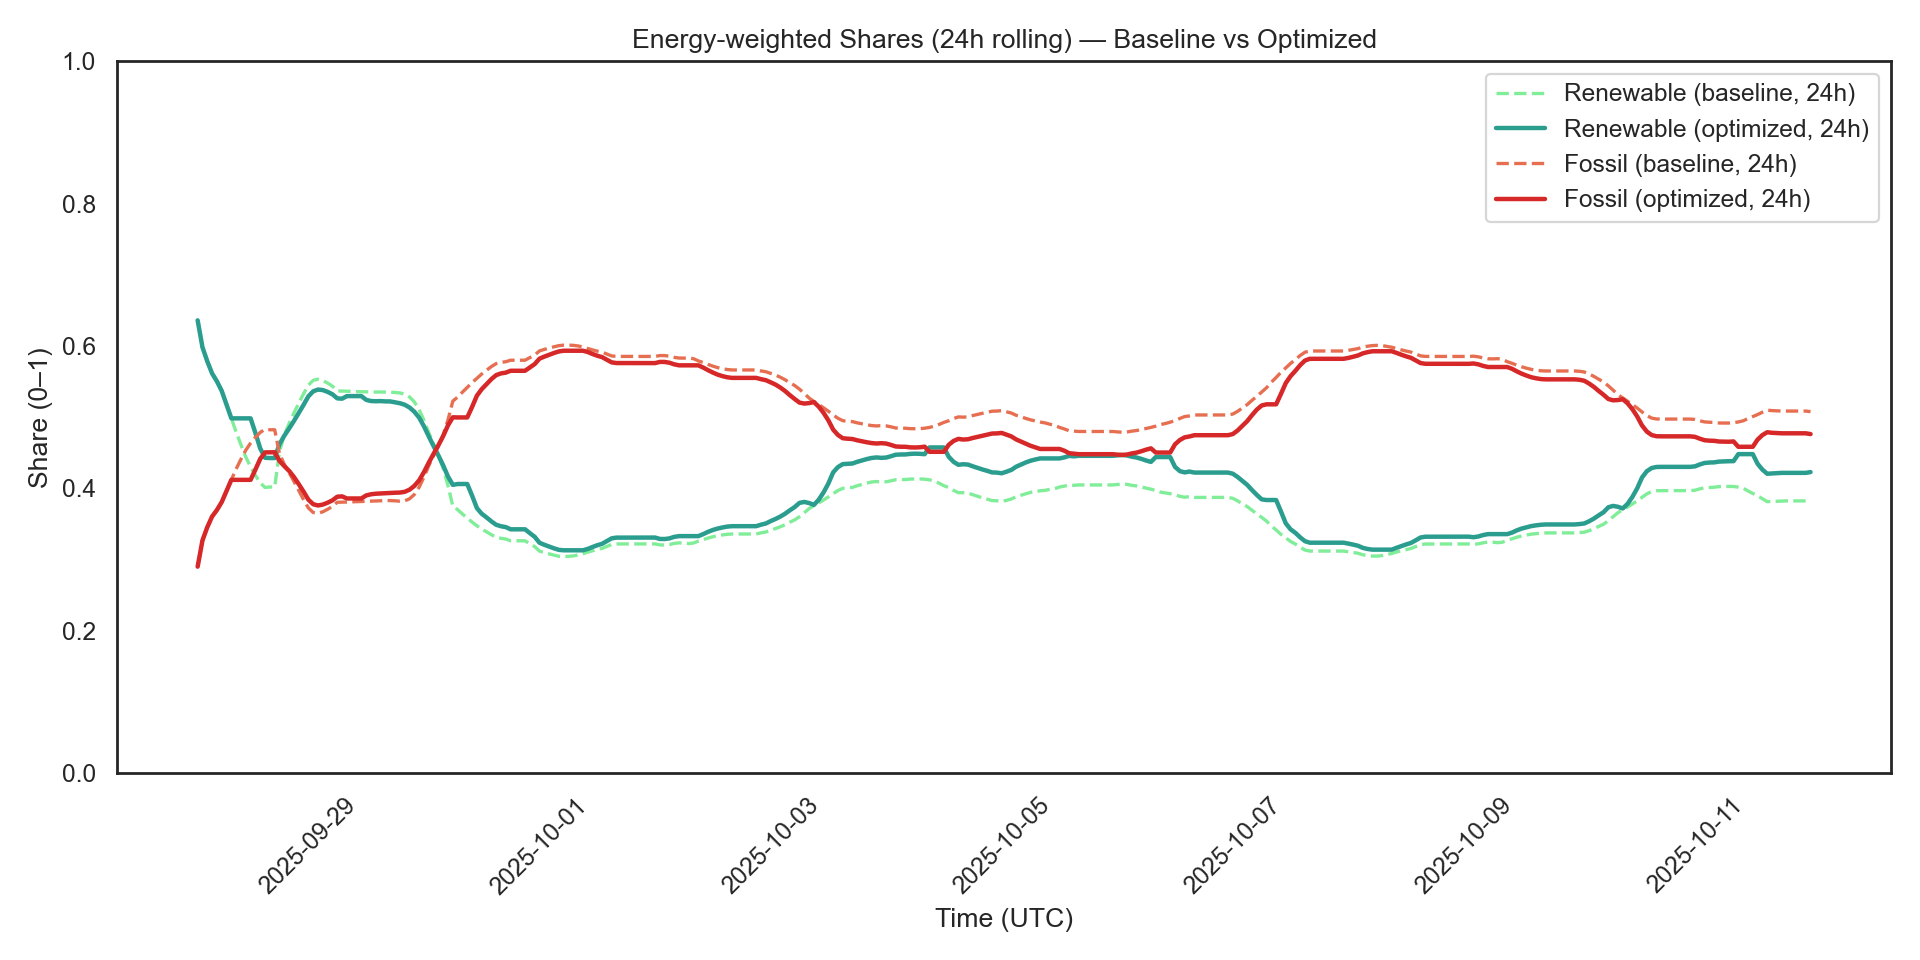 Energy-weighted Shares (24h rolling) — Baseline vs Optimized
Renewable (baseline, 24h)
Renewable (optimized, 24h)
Fossil (baseline, 24h)
Fossil (optimized, 24h)
Share (0–1)
1.0
0.8
0.6
0.4
0.2
0.0
2025-09-29
2025-10-01
2025-10-03
2025-10-05
2025-10-07
2025-10-09
2025-10-11
Time (UTC)